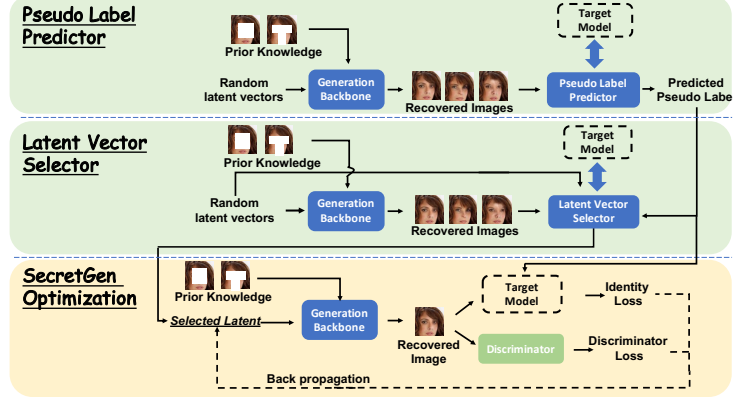 Pseudo Label
Predictor
Prior Knowledge
Random
latent vectors
Generation
Backbone
Recovered Images
Target
Model
Pseudo Label
Predictor
Predicted
Pseudo Labe
Latent Vector
Selector
Prior Knowledge
Random
latent vectors
Generation
Backbone
Recovered Images
Target
Model
Latent Vector
Selector
SecretGen
Optimization
Prior Knowledge
Selected Latent
Generation
Backbone
Recovered
Image
Target
Model
Discriminator
Identity
Loss
Discriminator
Loss
Back propagation